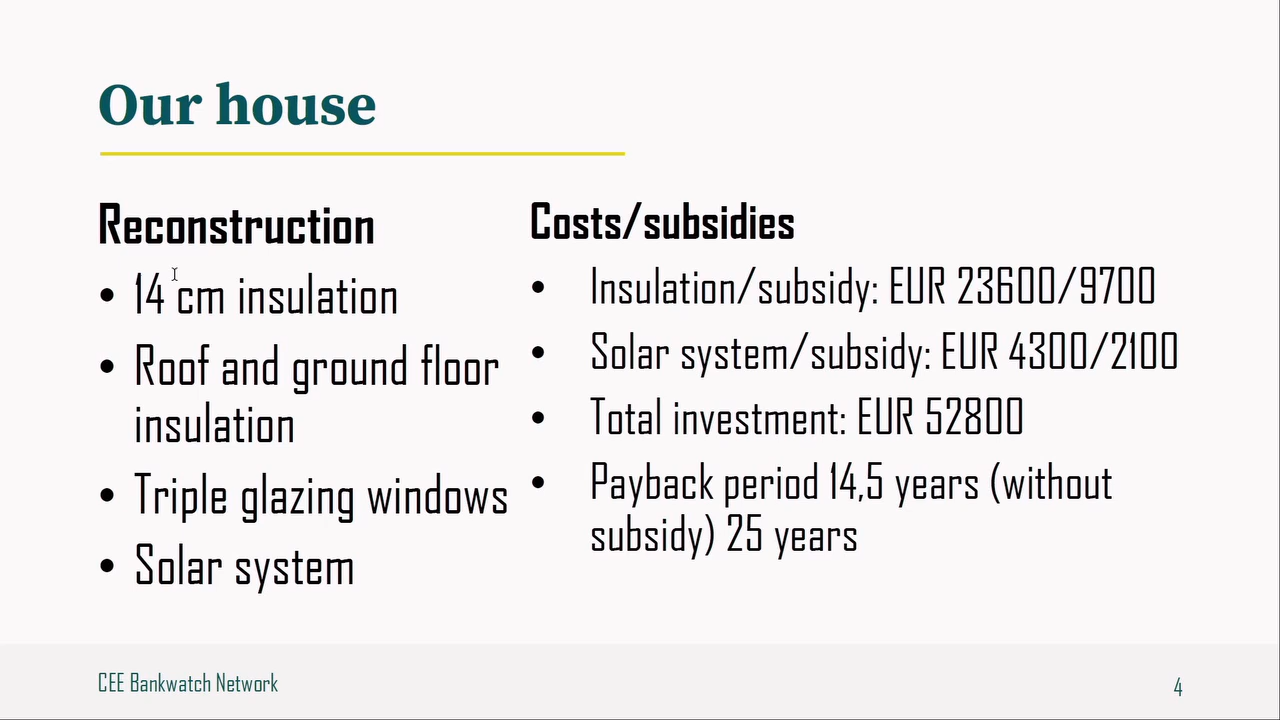 Our house
Reconstruction
• 14 cm insulation
• Roof and ground floor
insulation
• Triple glazing windows
• Solar system
Costs/subsidies
• Insulation/subsidy: EUR 23600/9700
• Solar system/subsidy: EUR 4300/2100
• Total investment: EUR 52800
• Payback period 14,5 years (without
subsidy) 25 years
CEE Bankwatch Network
4